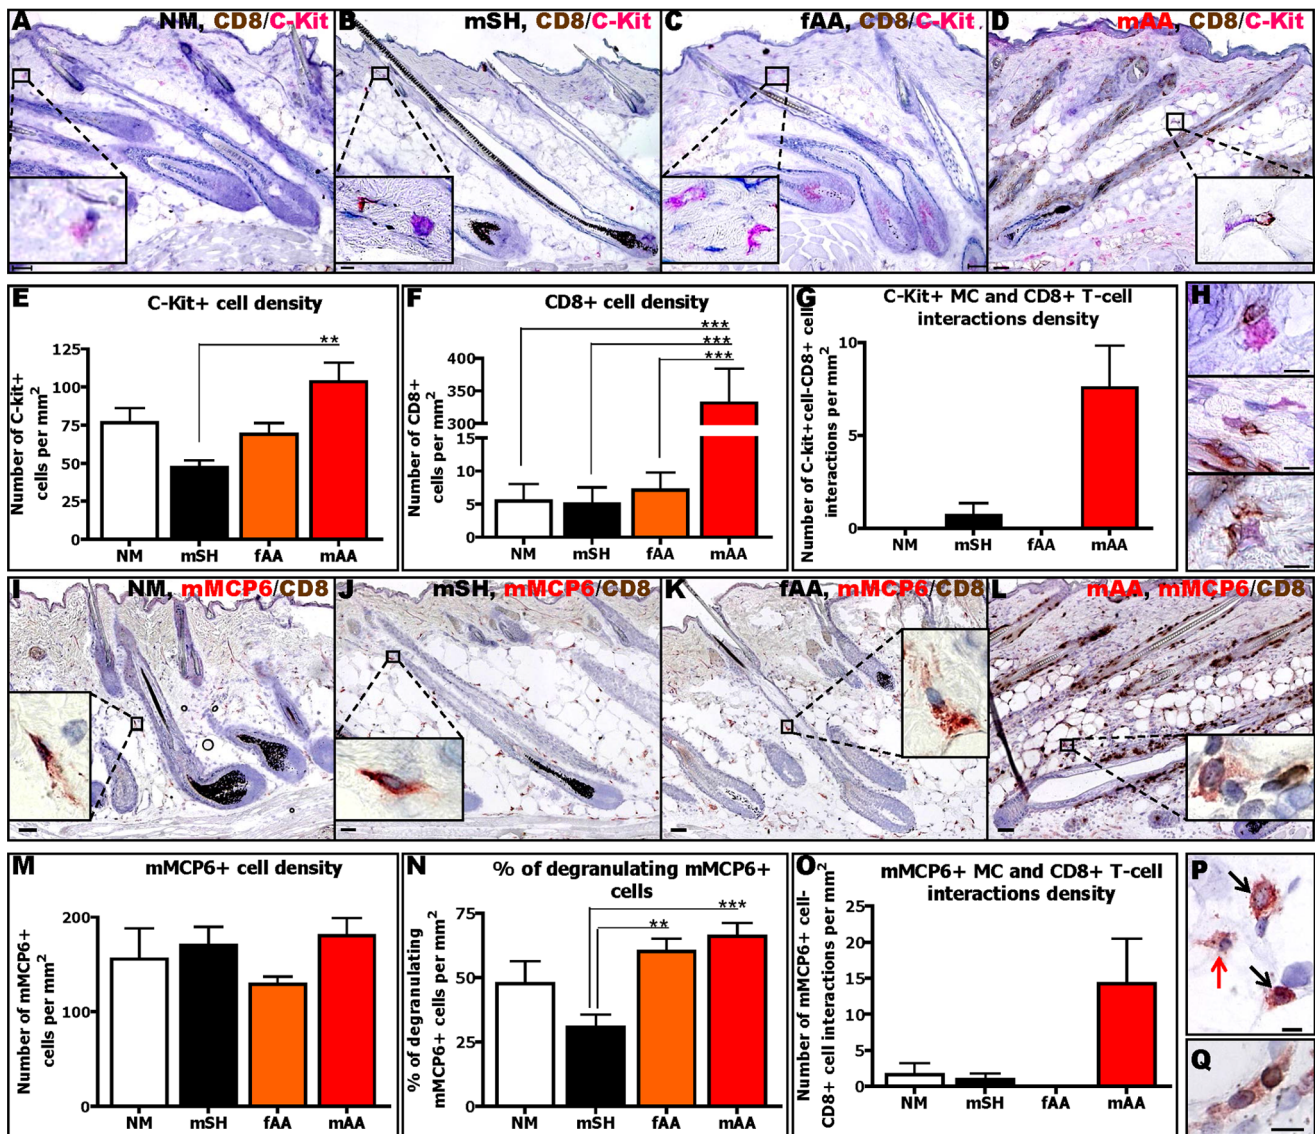 A NM, CD8/C-Kit
B mSH, CD8/C-Kit
C fAA, CD8/C-Kit
D mAA, CD8/C-Kit
E C-Kit+ cell density
Number of C-kit+
cells per mm²
125
100
75
50
25
0
**
NM mSH fAA mAA
F CD8+ cell density
Number of CD8+
cells per mm²
400
350
300
15
10
5
0
***
***
***
NM mSH fAA mAA
G C-Kit+ MC and CD8+ T-cell
interactions density
Number of C-kit+cell-CD8+ cell
interactions per mm²
10
5
0
NM mSH fAA mAA
H
I NM, mMCP6/CD8
J mSH, mMCP6/CD8
K fAA, mMCP6/CD8
L mAA, mMCP6/CD8
M mMCP6+ cell density
Number of mMCP6+
cells per mm²
200
100
0
NM mSH fAA mAA
N % of degranulating mMCP6+
cells
% of degranulating
mMCP6+ cells per mm²
75
50
25
0
**
***
NM mSH fAA mAA
O mMCP6+ MC and CD8+ T-cell
interactions density
Number of mMCP6+ cell-
CD8+ cell interactions per mm²
25
20
15
10
5
0
NM mSH fAA mAA
P
Q